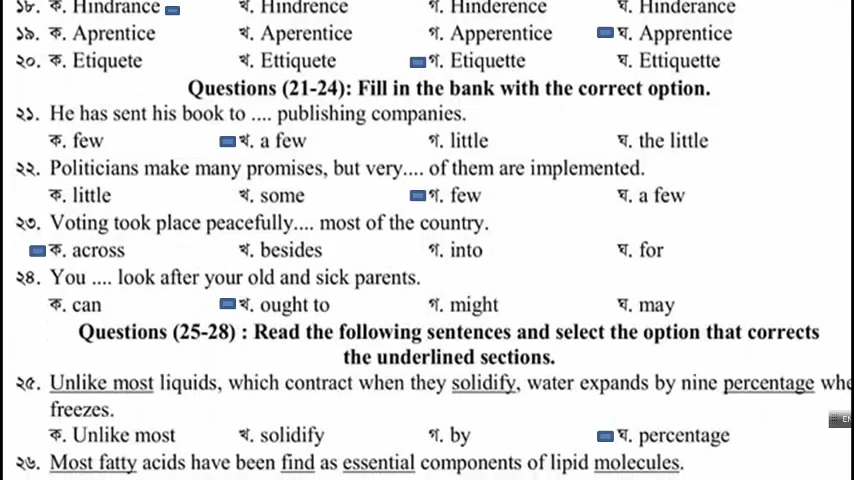 ১৮. ক. Hindrance খ. Hindrence গ. Hinderence ঘ. Hinderance
১৯. ক. Aprentice খ. Aperentice গ. Apperentice ঘ. Apprentice
২০. ক. Etiquete খ. Ettiquete গ. Etiquette ঘ. Ettiquette
Questions (21-24): Fill in the bank with the correct option.
২১. He has sent his book to .... publishing companies.
ক. few খ. a few গ. little ঘ. the little
২২. Politicians make many promises, but very.... of them are implemented.
ক. little খ. some গ. few ঘ. a few
২৩. Voting took place peacefully.... most of the country.
ক. across খ. besides গ. into ঘ. for
২৪. You .... look after your old and sick parents.
ক. can খ. ought to গ. might ঘ. may
Questions (25-28) : Read the following sentences and select the option that corrects
the underlined sections.
২৫. Unlike most liquids, which contract when they solidify, water expands by nine percentage
freezes.
ক. Unlike most খ. solidify গ. by ঘ. percentage
২৬. Most fatty acids have been find as essential components of lipid molecules.